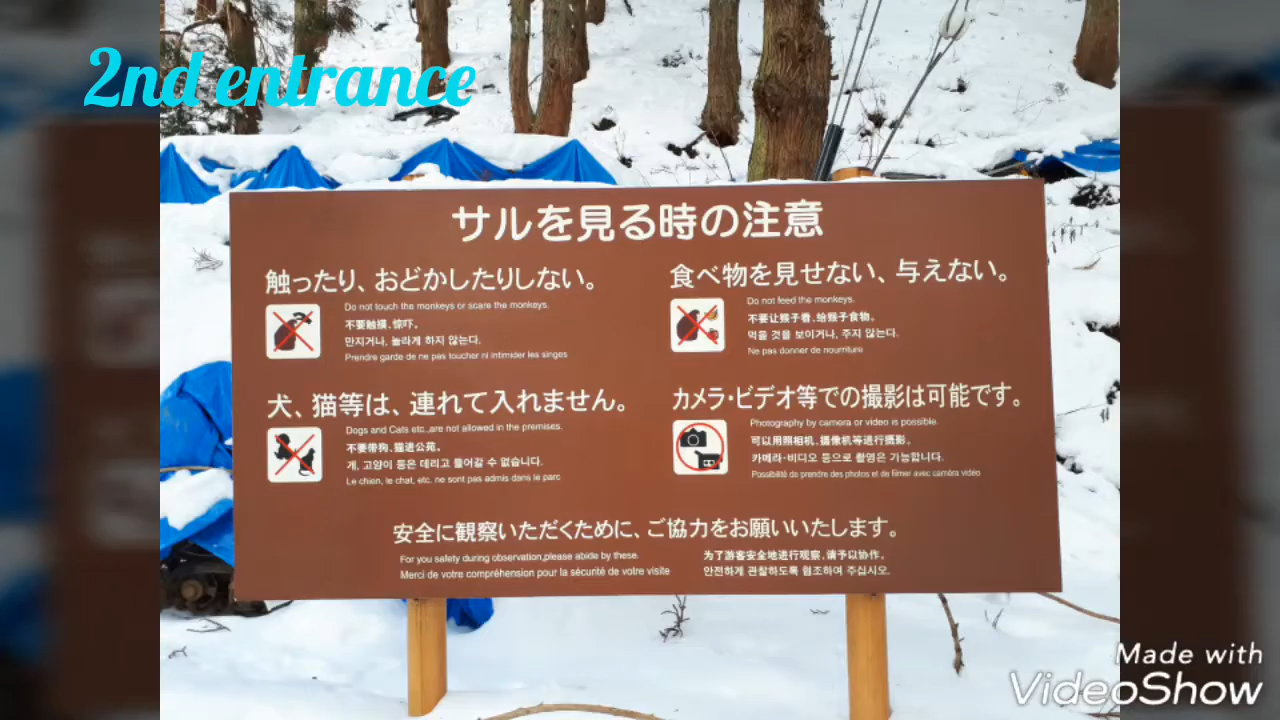 2nd entrance
サルを見る時の注意
触ったり、おどかしたりしない。
Do not touch the monkeys or scare the monkeys.
不要触摸、惊吓。
만지거나, 놀라게 하지 않는다.
Prendre garde de ne pas toucher ni intimider les singes
食べ物を見せない、与えない。
Do not feed the monkeys.
不要让猴子看、给猴子食物。
먹을 것을 보이거나, 주지 않는다.
Ne pas donner de nourriture
犬、猫等は、連れて入れません。
Dogs and Cats etc.,are not allowed in the premises.
不要带狗、猫进公苑。
개, 고양이 등은 데리고 들어갈 수 없습니다.
Le chien, le chat, etc. ne sont pas admis dans le parc
カメラ・ビデオ等での撮影は可能です。
Photography by camera or video is possible.
可以用照相机、摄像机等进行摄影。
카메라·비디오 등으로 촬영은 가능합니다.
Possibilité de prendre des photos et de filmer avec caméra vidéo
安全に観察いただくために、ご協力をお願いいたします。
For you safety during observation,please abide by these.
Merci de votre compréhension pour la sécurité de votre visite
为了游客安全地进行观察，请予以协作。
안전하게 관찰하도록 협조하여 주십시오.
Made with
VideoShow